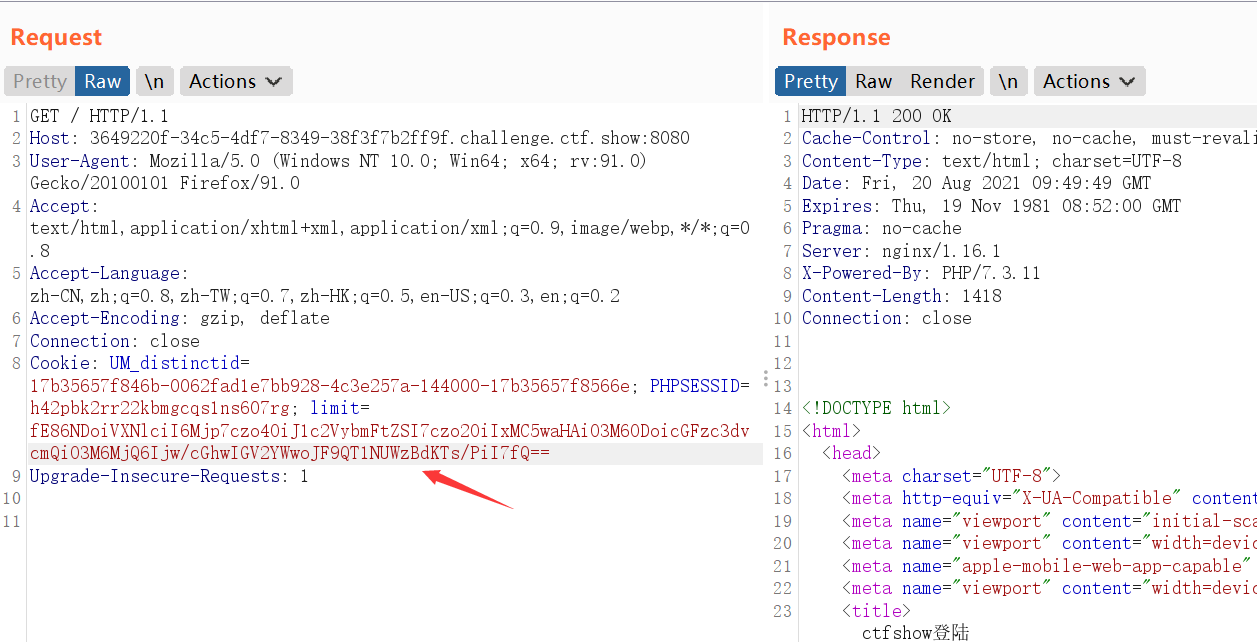 Request
Pretty Raw \n Actions
1 GET / HTTP/1.1
2 Host: 3649220f-34c5-4df7-8349-38f3f7b2ff9f.challenge.ctf.show:8080
3 User-Agent: Mozilla/5.0 (Windows NT 10.0; Win64; x64; rv:91.0)
Gecko/20100101 Firefox/91.0
4 Accept:
text/html,application/xhtml+xml,application/xml;q=0.9,image/webp,*/*;q=0
.8
5 Accept-Language:
zh-CN,zh;q=0.8,zh-TW;q=0.7,zh-HK;q=0.5,en-US;q=0.3,en;q=0.2
6 Accept-Encoding: gzip, deflate
7 Connection: close
8 Cookie: UM_distinctid=
17b35657f846b-0062fad1e7bb928-4c3e257a-144000-17b35657f8566e; PHPSESSID=
h42pbk2rr22kbmgcqs1ns607rg; limit=
fE86NDoiVXNlciI6Mjp7czo4OiJ1c2VybmFtZSI7czo2OiIxMC5waHAiO3M6ODoicGFzc3dv
cmQiO3M6MjQ6Ijw/cGhwIGV2YWwoJF9QT1NUWzBdKTs/PiI7fQ==
9 Upgrade-Insecure-Requests: 1
10
11
Response
Pretty Raw Render \n Actions
1 HTTP/1.1 200 OK
2 Cache-Control: no-store, no-cache, must-revali
3 Content-Type: text/html; charset=UTF-8
4 Date: Fri, 20 Aug 2021 09:49:49 GMT
5 Expires: Thu, 19 Nov 1981 08:52:00 GMT
6 Pragma: no-cache
7 Server: nginx/1.16.1
8 X-Powered-By: PHP/7.3.11
9 Content-Length: 1418
10 Connection: close
11
12
13
14 <!DOCTYPE html>
15 <html>
16 <head>
17 <meta charset="UTF-8">
18 <meta http-equiv="X-UA-Compatible" content
19 <meta name="viewport" content="initial-sca
20 <meta name="viewport" content="width=devic
21 <meta name="apple-mobile-web-app-capable"
22 <meta name="viewport" content="width=devic
23 <title>
ctfshow登陆